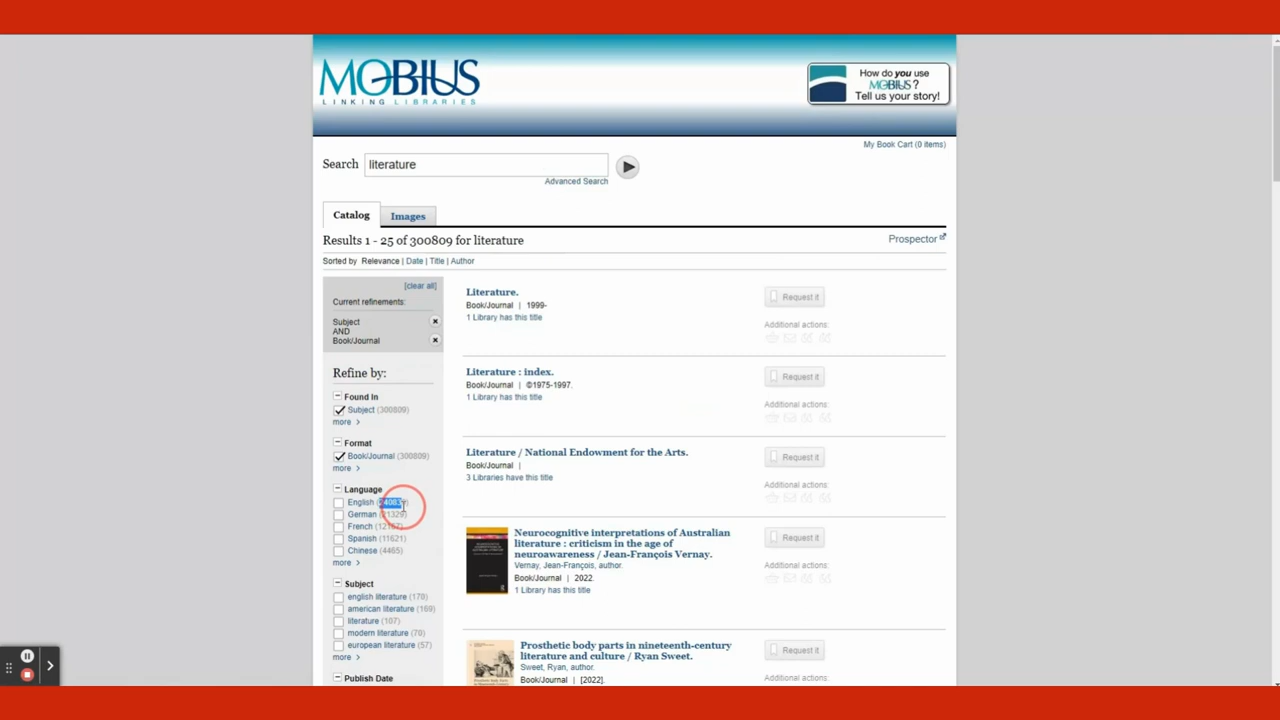 MOBIUS
LINKING LIBRARIES
How do you use
MOBIUS?
Tell us your story!
My Book Cart (0 items)
Search literature
Advanced Search
Catalog Images
Results 1 - 25 of 300809 for literature
Prospector
Sorted by Relevance | Date | Title | Author
[clear all]
Current refinements:
Subject
AND
Book/Journal
Refine by:
Found In
Subject (300809)
more >
Format
Book/Journal (300809)
more >
Language
English
German (21329)
French
Spanish (11621)
Chinese (4465)
more >
Subject
english literature (179)
american literature (169)
literature (107)
modern literature (70)
european literature (57)
more >
Publish Date
Literature.
Book/Journal | 1999-
1 Library has this title
Request it
Additional actions:
Literature : index.
Book/Journal | ©1975-1997.
1 Library has this title
Request it
Additional actions:
Literature / National Endowment for the Arts.
Book/Journal |
3 Libraries have this title
Request it
Additional actions:
Neurocognitive interpretations of Australian
literature : criticism in the age of
neuroawareness / Jean-François Vernay.
Vernay, Jean-François, author.
Book/Journal | 2022.
1 Library has this title
Request it
Additional actions:
Prosthetic body parts in nineteenth-century
literature and culture / Ryan Sweet.
Sweet, Ryan, author.
Book/Journal | [2022].
Request it
Additional actions: